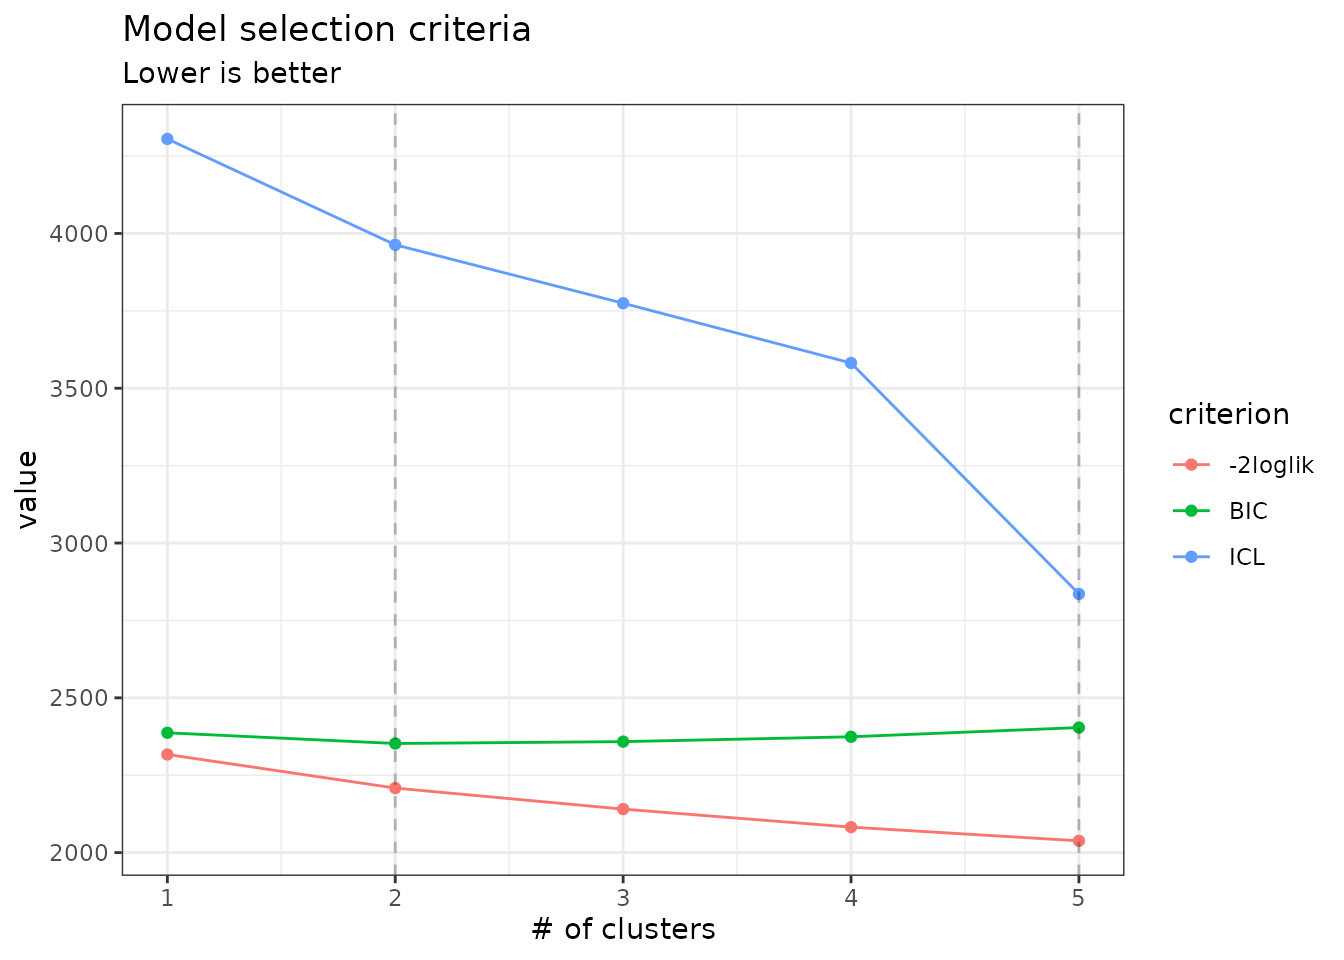 Model selection criteria
Lower is better
value
4000
3500
3000
2500
2000
1 2 3 4 5
# of clusters
criterion
-2loglik
BIC
ICL